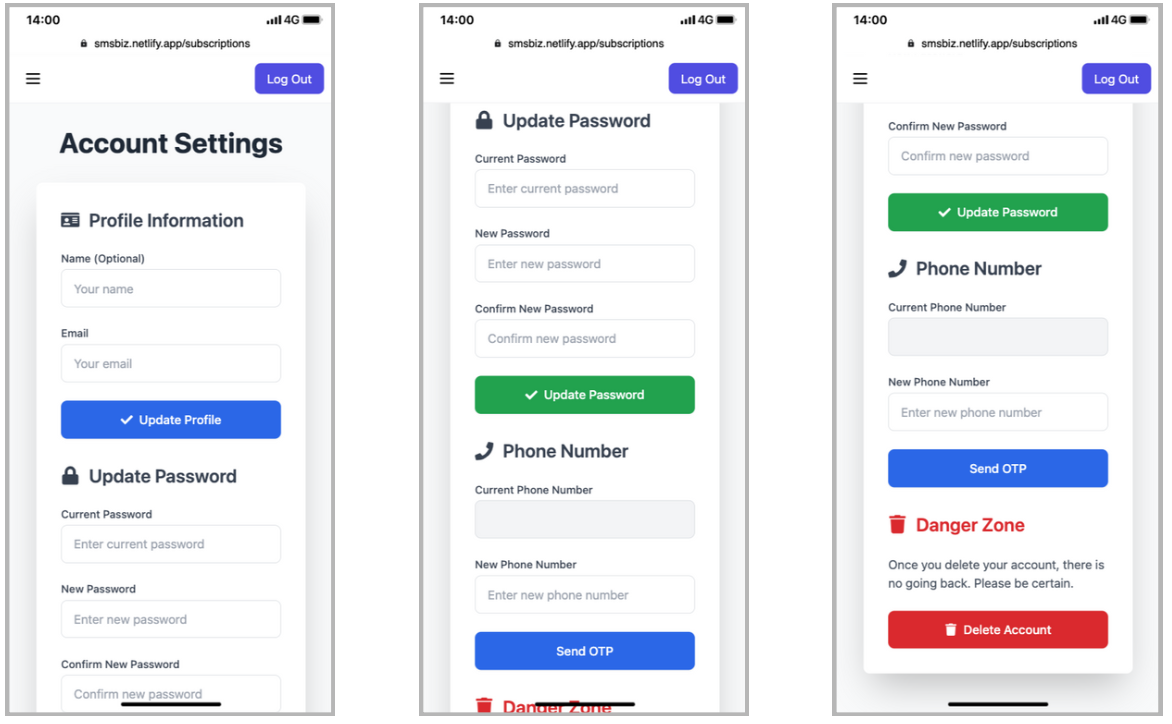 14:00
4G
smsbiz.netlify.app/subscriptions
Log Out
Account Settings
Profile Information
Name (Optional)
Your name
Email
Your email
Update Profile
Update Password
Current Password
Enter current password
New Password
Enter new password
Confirm New Password
Confirm new password
14:00
4G
smsbiz.netlify.app/subscriptions
Log Out
Update Password
Current Password
Enter current password
New Password
Enter new password
Confirm New Password
Confirm new password
Update Password
Phone Number
Current Phone Number
New Phone Number
Enter new phone number
Send OTP
Danger Zone
14:00
4G
smsbiz.netlify.app/subscriptions
Log Out
Confirm New Password
Confirm new password
Update Password
Phone Number
Current Phone Number
New Phone Number
Enter new phone number
Send OTP
Danger Zone
Once you delete your account, there is
no going back. Please be certain.
Delete Account